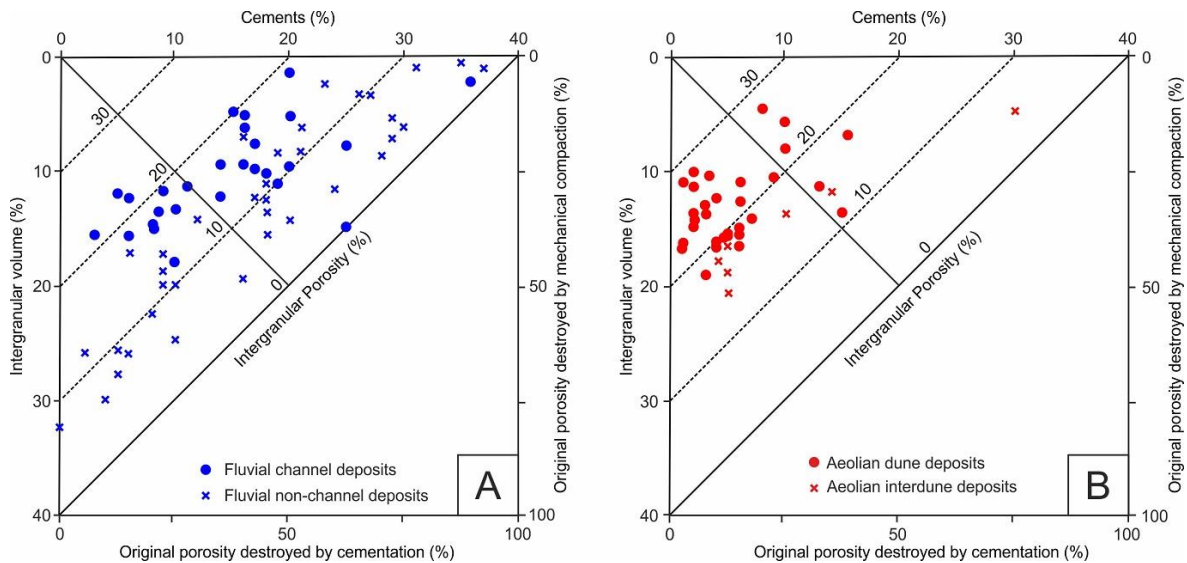 Cements (%)
0 10 20 30 40
0 10 20 30 40
Intergranular volume (%)
0 50 100
Original porosity destroyed by mechanical compaction (%)
30
20
10
0
Intergranular Porosity (%)
Fluvial channel deposits
Fluvial non-channel deposits
A
0 50 100
Original porosity destroyed by cementation (%)
Cements (%)
0 10 20 30 40
0 10 20 30 40
Intergranular volume (%)
0 50 100
Original porosity destroyed by mechanical compaction (%)
30
20
10
0
Intergranular Porosity (%)
Aeolian dune deposits
Aeolian interdune deposits
B
0 50 100
Original porosity destroyed by cementation (%)